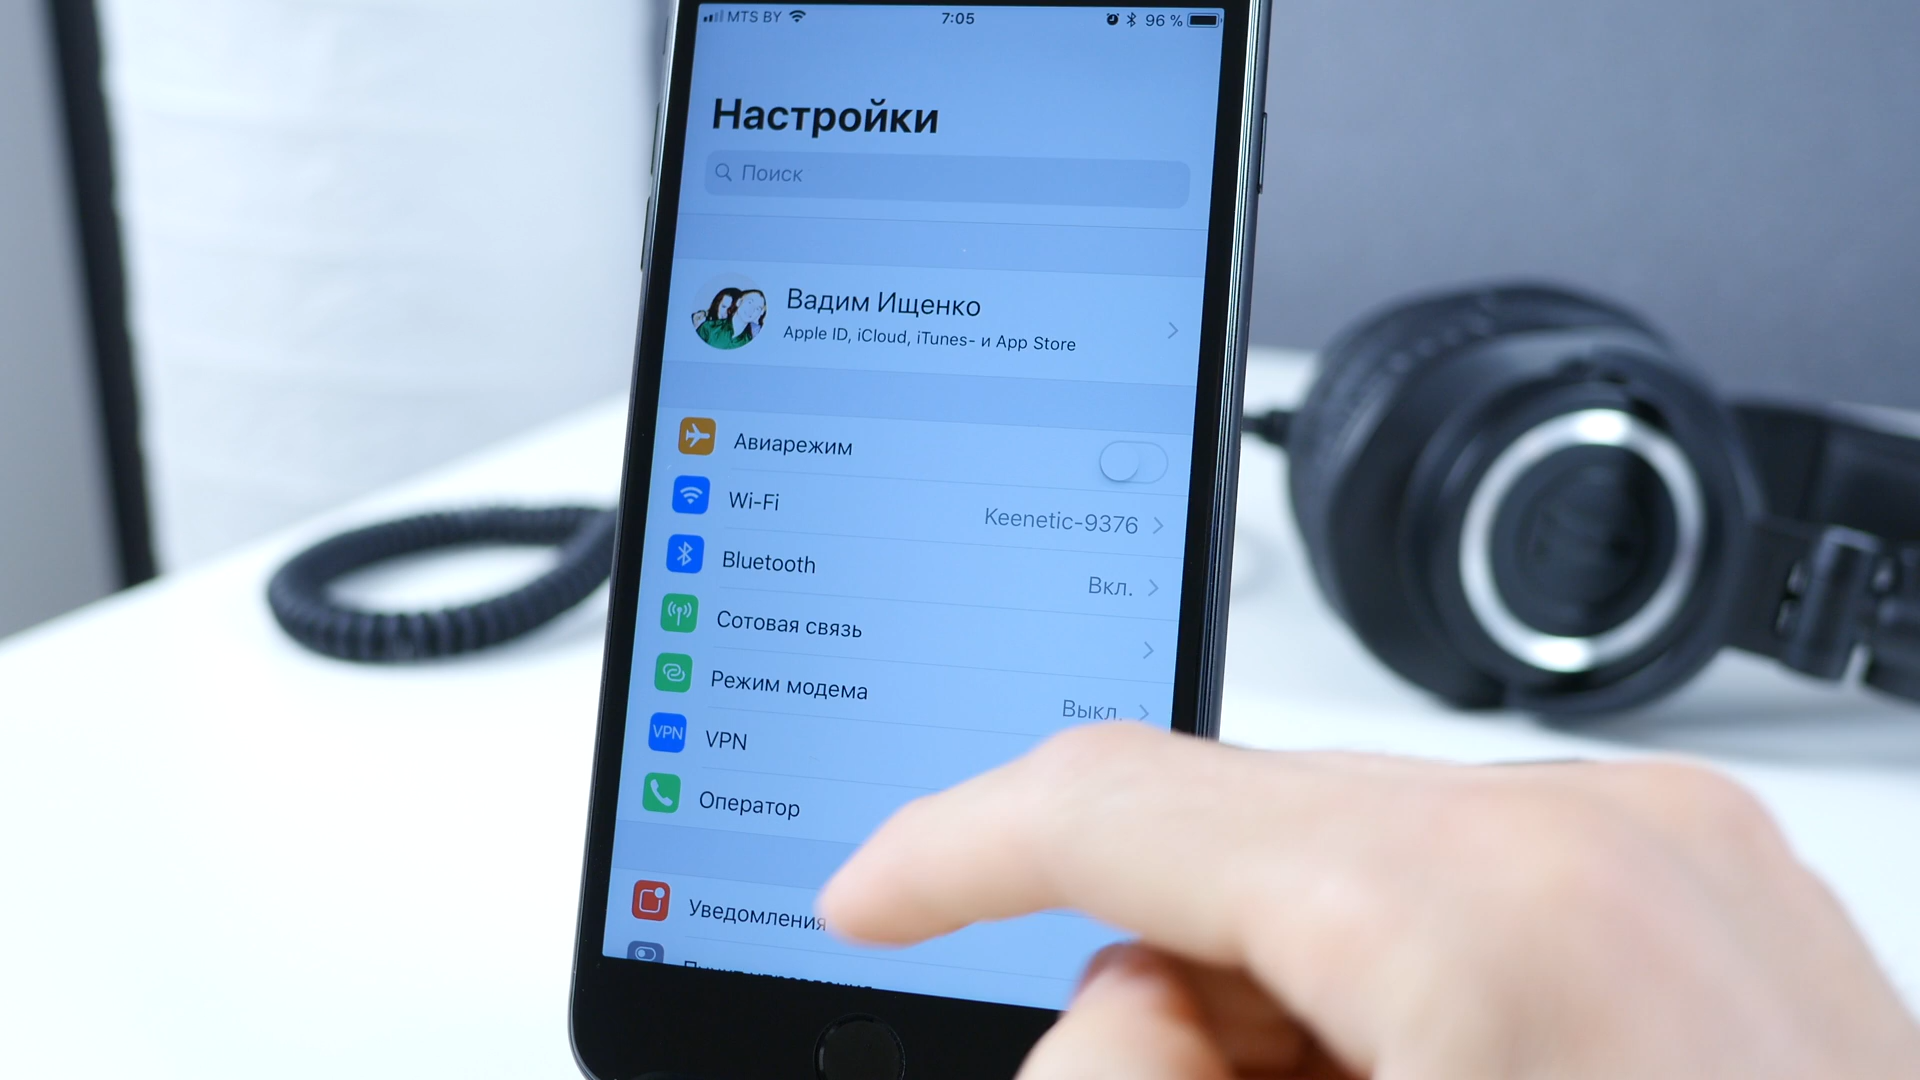 MTS BY 7:05 96 %
Настройки
Поиск
Вадим Ищенко
Apple ID, iCloud, iTunes- и App Store
Авиарежим
Wi-Fi Keenetic-9376
Bluetooth Вкл.
Сотовая связь
Режим модема Выкл.
VPN VPN
Оператор
Уведомления